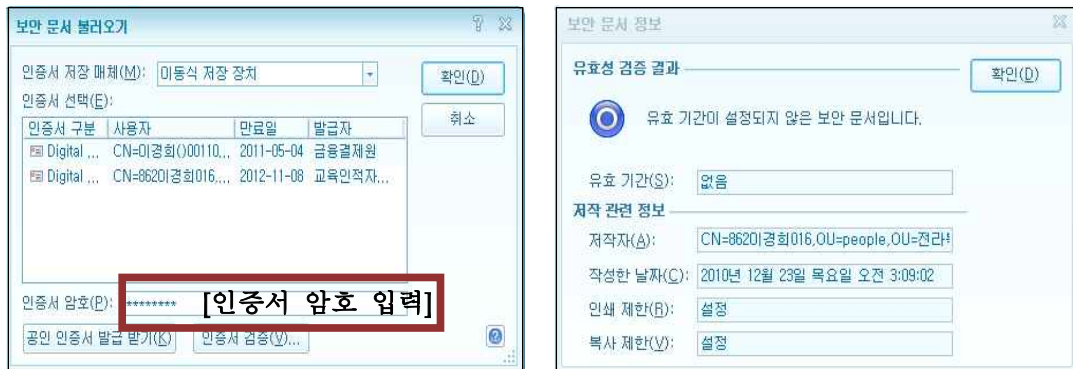 보안 문서 불러오기
인증서 저장 매체(M): 이동식 저장 장치
확인(D)
인증서 선택(E):
취소
인증서 구분 사용자 만료일 발급자
Digital ... CN=이경희()00110... 2011-05-04 금융결제원
Digital ... CN=862이경희016,... 2012-11-08 교육인적자...
인증서 암호(P): ******** [인증서 암호 입력]
공인 인증서 발급 받기(K) 인증서 검증(V)...
보안 문서 정보
유효성 검증 결과
확인(D)
유효 기간이 설정되지 않은 보안 문서입니다.
유효 기간(S): 없음
저작 관련 정보
저작자(A): CN=862이경희016,OU=people,OU=전라
작성한 날짜(C): 2010년 12월 23일 목요일 오전 3:09:02
인쇄 제한(R): 설정
복사 제한(V): 설정